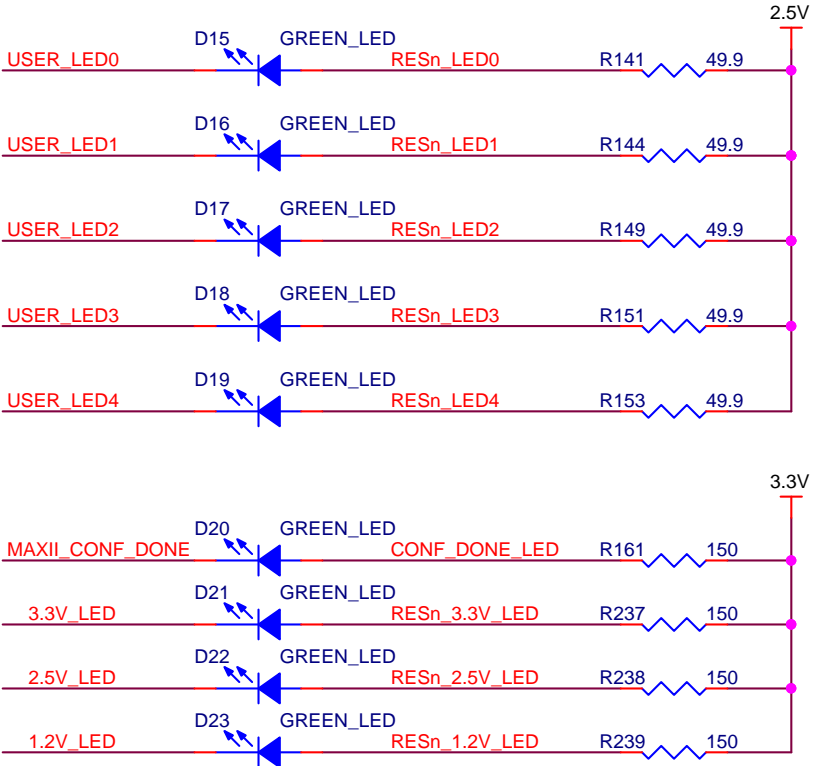 2.5V
D15 GREEN_LED
USER_LED0 RESn_LED0 R141 49.9
D16 GREEN_LED
USER_LED1 RESn_LED1 R144 49.9
D17 GREEN_LED
USER_LED2 RESn_LED2 R149 49.9
D18 GREEN_LED
USER_LED3 RESn_LED3 R151 49.9
D19 GREEN_LED
USER_LED4 RESn_LED4 R153 49.9
3.3V
D20 GREEN_LED
MAXII_CONF_DONE CONF_DONE_LED R161 150
D21 GREEN_LED
3.3V_LED RESn_3.3V_LED R237 150
D22 GREEN_LED
2.5V_LED RESn_2.5V_LED R238 150
D23 GREEN_LED
1.2V_LED RESn_1.2V_LED R239 150